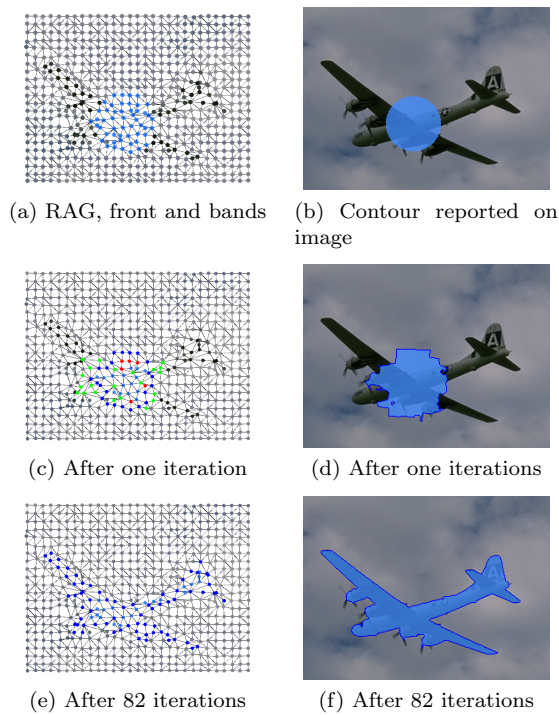 (a) RAG, front and bands
(b) Contour reported on
image
A
(c) After one iteration
(d) After one iterations
A
(e) After 82 iterations
A
(f) After 82 iterations